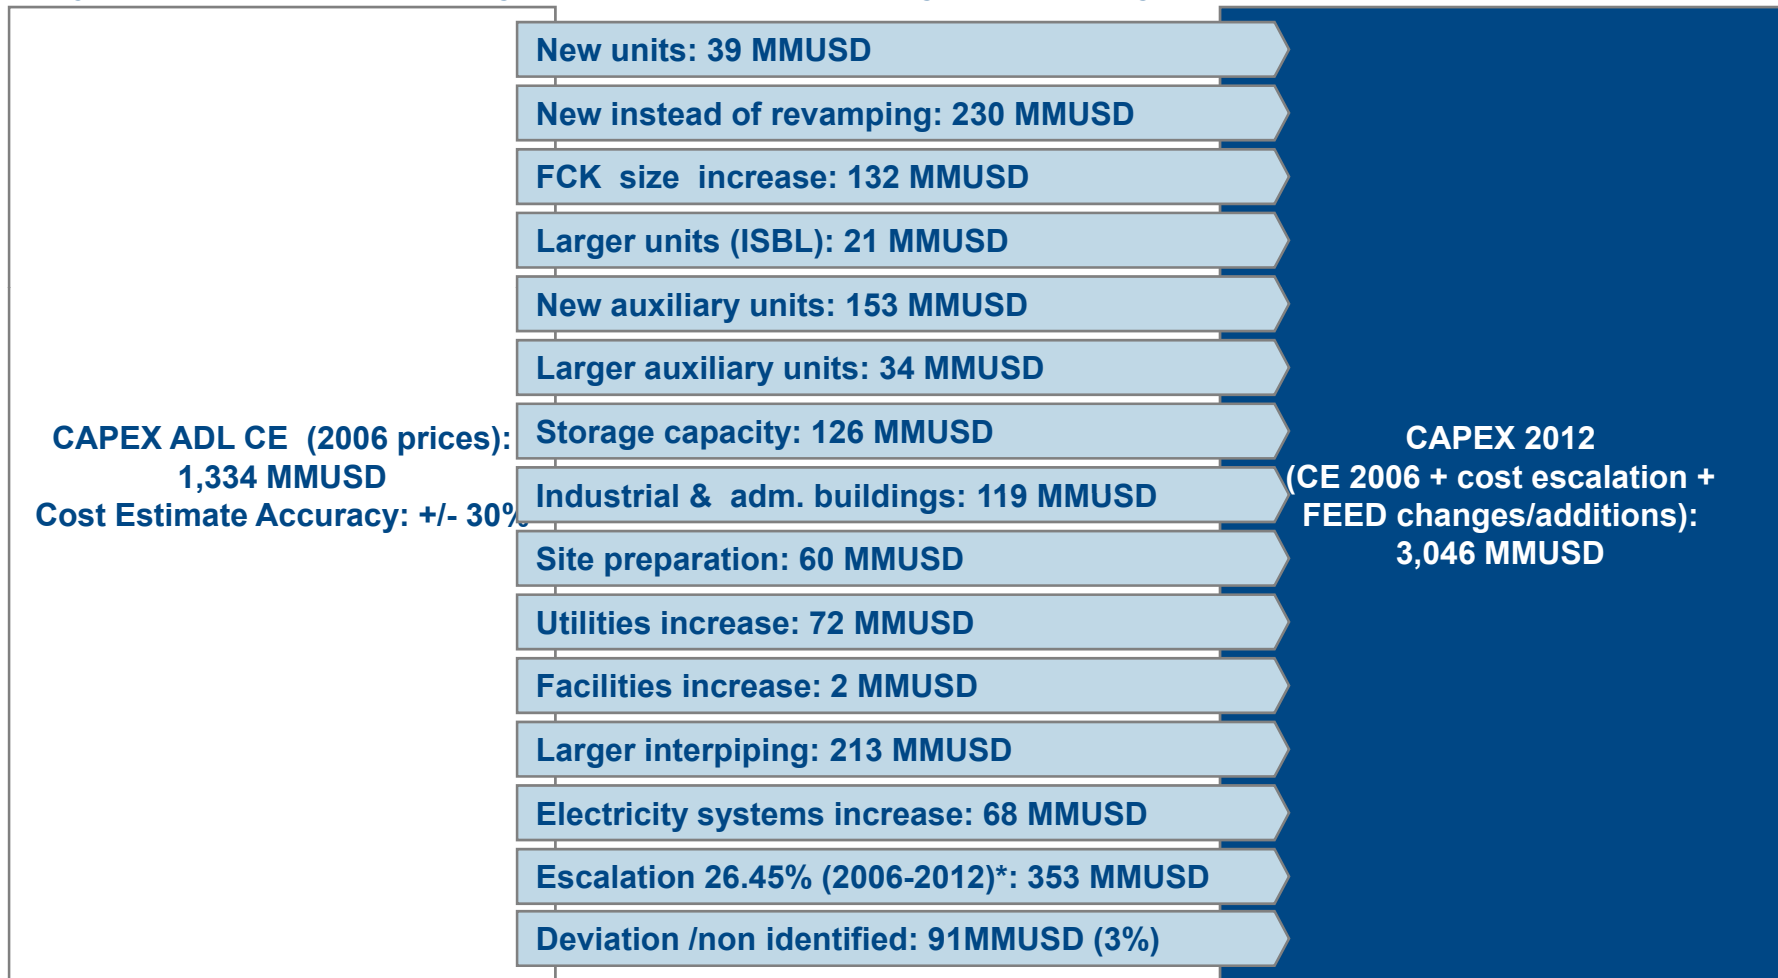 New units: 39 MMUSD
New instead of revamping: 230 MMUSD
FCK size increase: 132 MMUSD
Larger units (ISBL): 21 MMUSD
New auxiliary units: 153 MMUSD
Larger auxiliary units: 34 MMUSD
Storage capacity: 126 MMUSD
Industrial & adm. buildings: 119 MMUSD
Site preparation: 60 MMUSD
Utilities increase: 72 MMUSD
Facilities increase: 2 MMUSD
Larger interpiping: 213 MMUSD
Electricity systems increase: 68 MMUSD
Escalation 26.45% (2006-2012)*: 353 MMUSD
Deviation /non identified: 91MMUSD (3%)
CAPEX ADL CE (2006 prices):
1,334 MMUSD
Cost Estimate Accuracy: +/- 30%
CAPEX 2012
(CE 2006 + cost escalation +
FEED changes/additions):
3,046 MMUSD